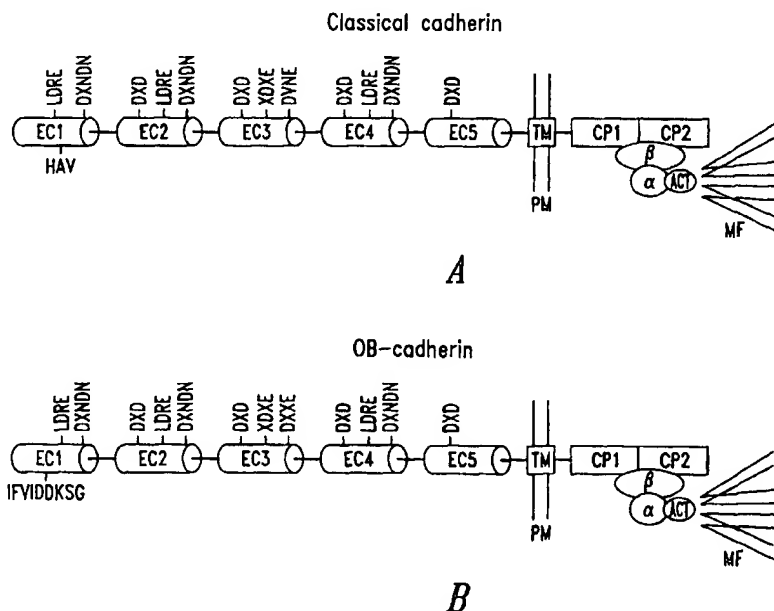 Classical cadherin
LDRE DXNDN DXD LDRE DXNDN DXD XDXE DVNE DXD LDRE DXNDN DXD
EC1 EC2 EC3 EC4 EC5 TM CP1 CP2
HAV
β
α ACT
PM
MF
A
OB-cadherin
LDRE DXNDN DXD LDRE DXNDN DXD XDXE DXXE DXD LDRE DXNDN DXD
EC1 EC2 EC3 EC4 EC5 TM CP1 CP2
IFVIDDKSG
β
α ACT
PM
MF
B